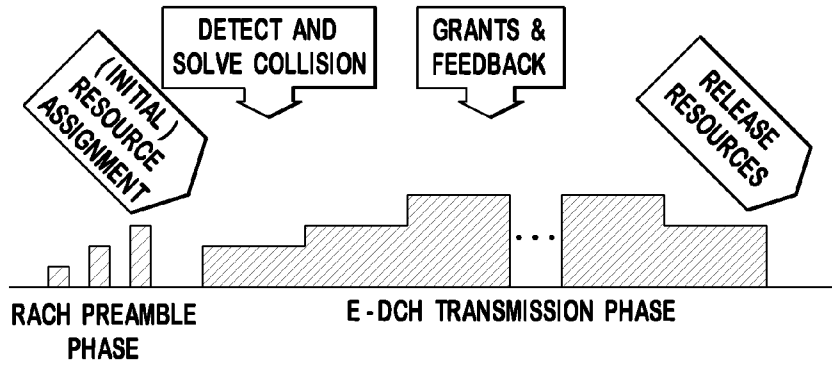 (INITIAL)
RESOURCE
ASSIGNMENT
DETECT AND
SOLVE COLLISION
GRANTS &
FEEDBACK
RELEASE
RESOURCES
...
RACH PREAMBLE
PHASE
E-DCH TRANSMISSION PHASE